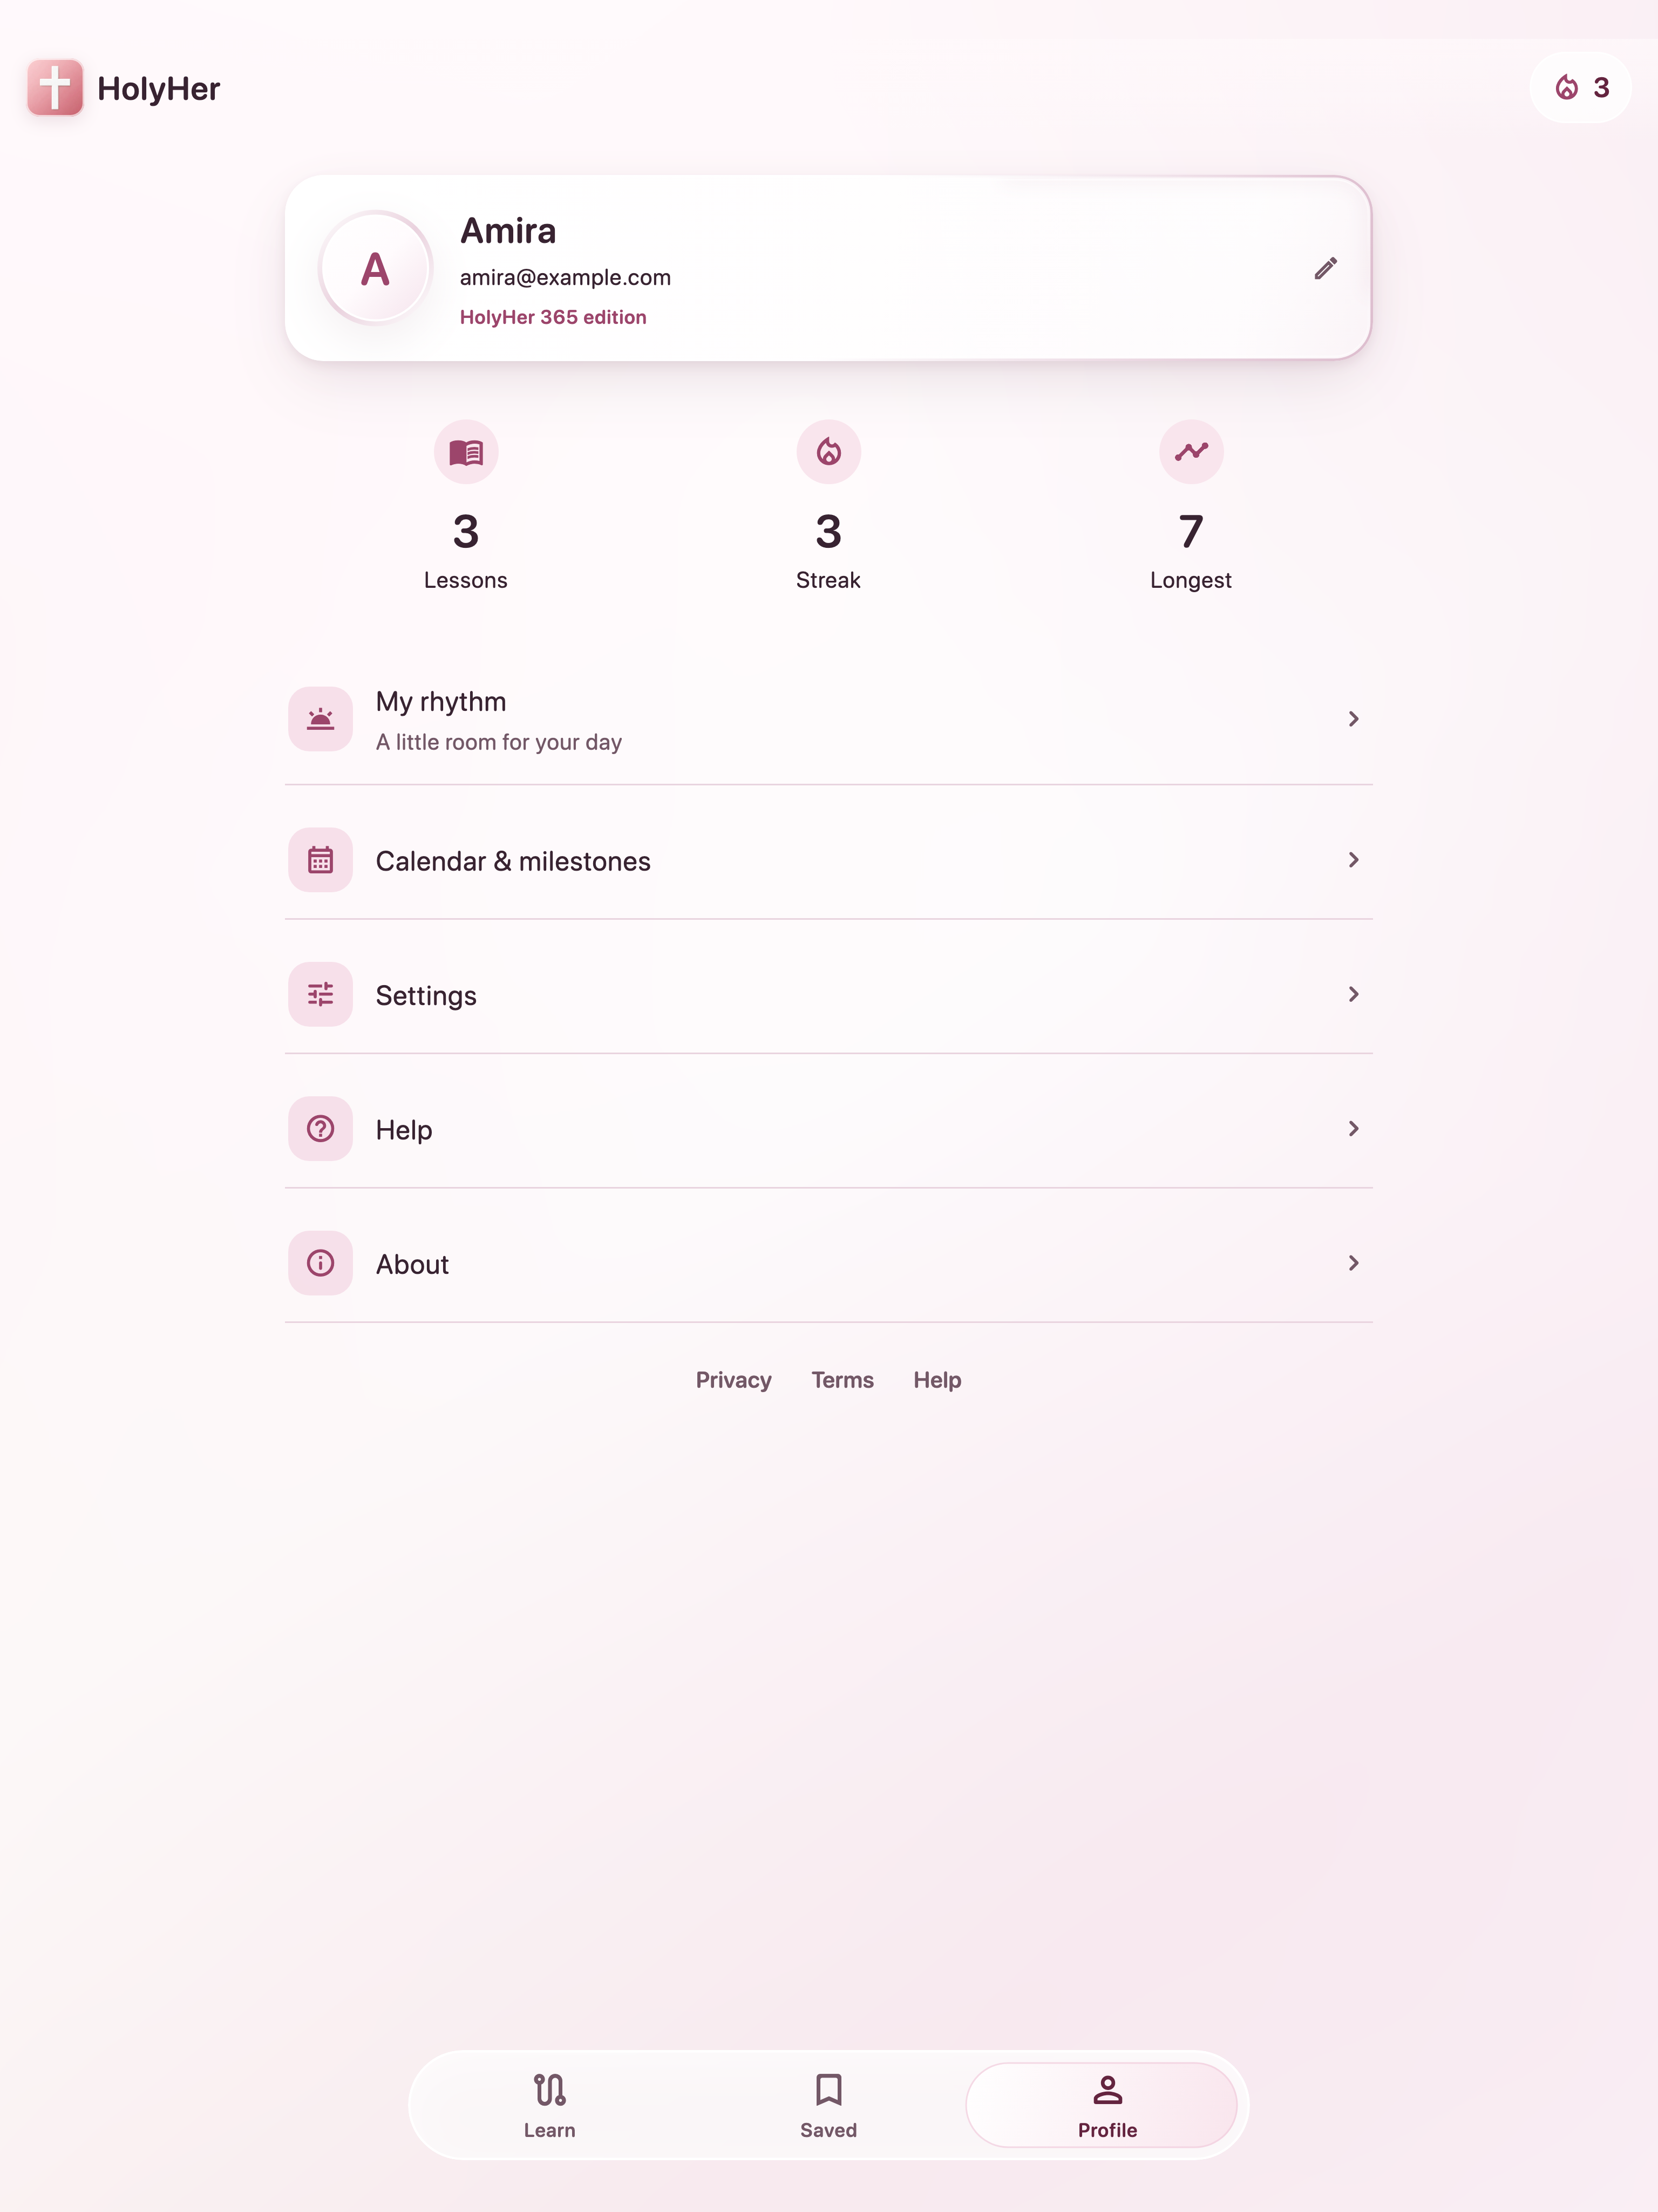 HolyHer
3
A
Amira
amira@example.com
HolyHer 365 edition
3
3
7
Lessons
Streak
Longest
My rhythm
A little room for your day
Calendar & milestones
Settings
Help
About
Privacy Terms Help
Learn Saved Profile